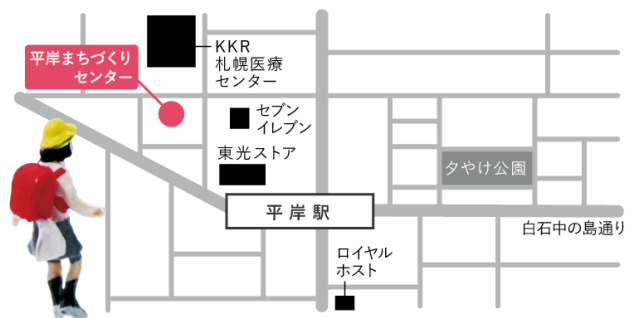 平岸まちづくり
センター
KKR
札幌医療
センター
セブン
イレブン
東光ストア
夕やけ公園
平岸駅
白石中の島通り
ロイヤル
ホスト